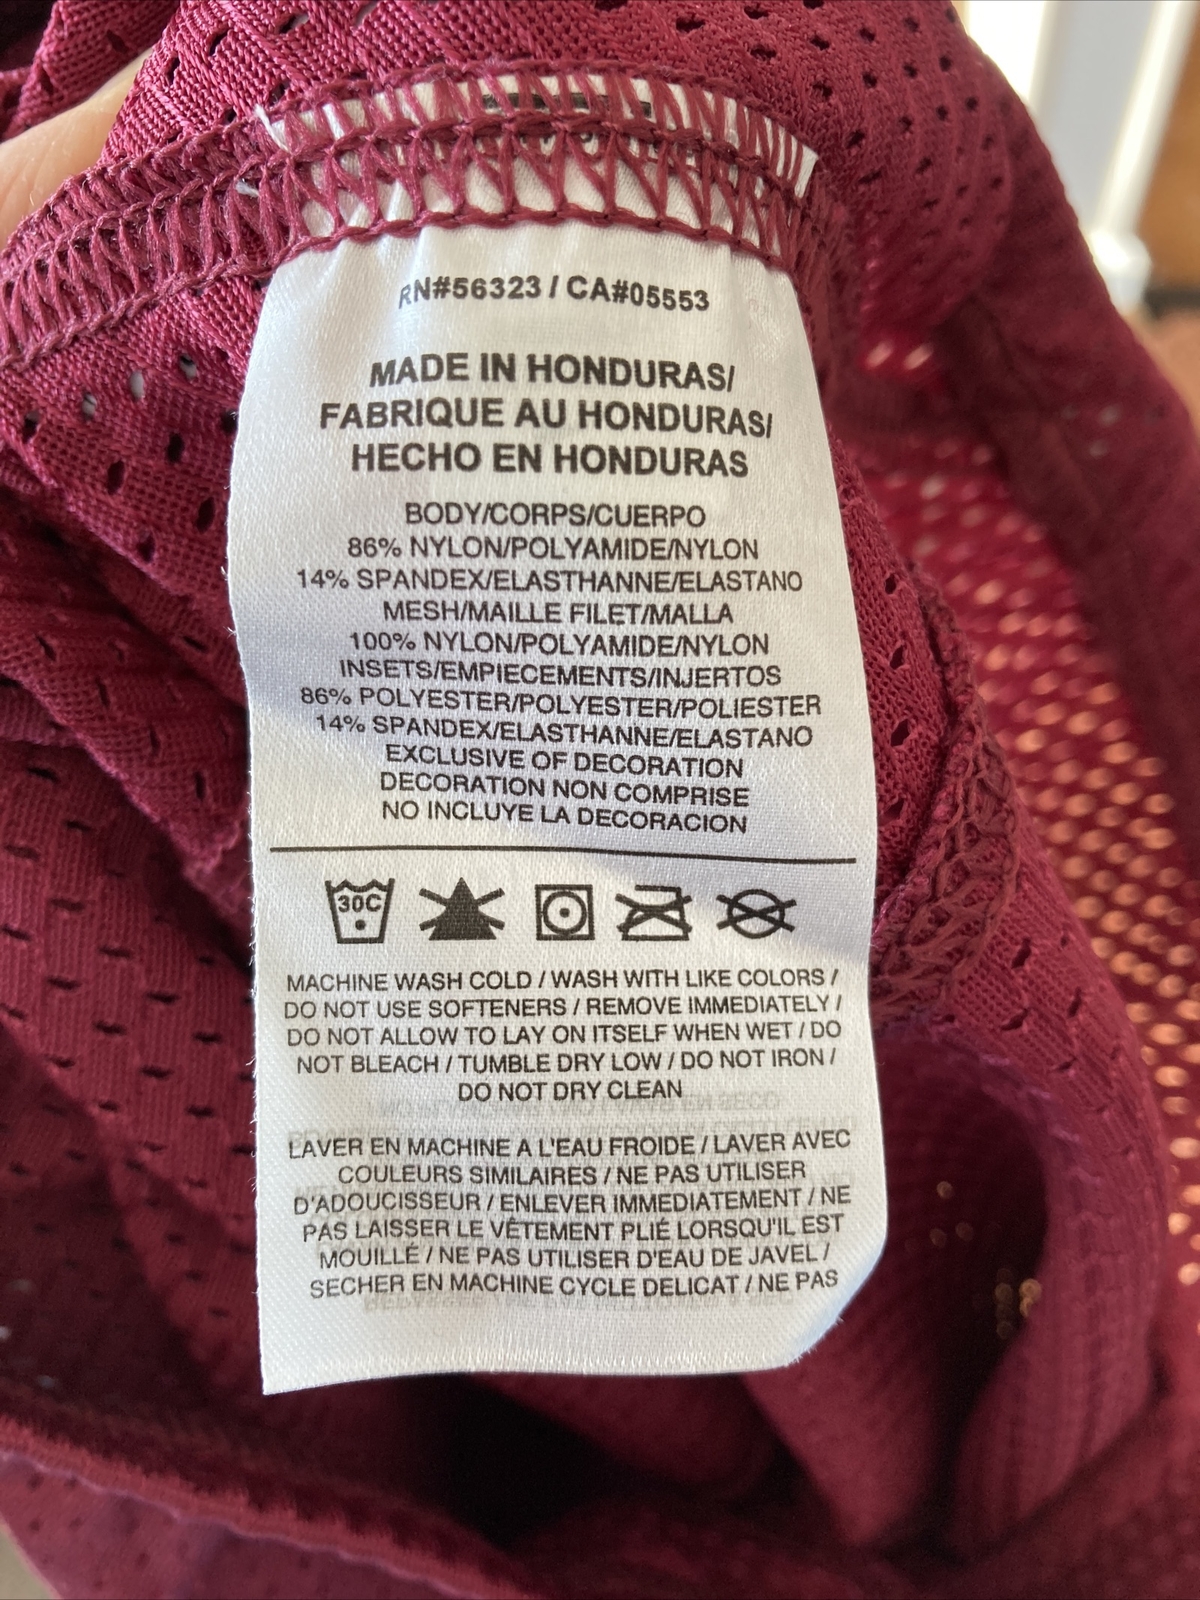 RN#56323 / CA#05553
MADE IN HONDURAS/
FABRIQUE AU HONDURAS/
HECHO EN HONDURAS
BODY/CORPS/CUERPO
86% NYLON/POLYAMIDE/NYLON
14% SPANDEX/ELASTHANNE/ELASTANO
MESH/MAILLE FILET/MALLA
100% NYLON/POLYAMIDE/NYLON
INSETS/EMPIECEMENTS/INJERTOS
86% POLYESTER/POLYESTER/POLIESTER
14% SPANDEX/ELASTHANNE/ELASTANO
EXCLUSIVE OF DECORATION
DECORATION NON COMPRISE
NO INCLUYE LA DECORACION
30C
MACHINE WASH COLD / WASH WITH LIKE COLORS /
DO NOT USE SOFTENERS / REMOVE IMMEDIATELY /
DO NOT ALLOW TO LAY ON ITSELF WHEN WET / DO
NOT BLEACH / TUMBLE DRY LOW / DO NOT IRON /
DO NOT DRY CLEAN
LAVER EN MACHINE A L'EAU FROIDE / LAVER AVEC
COULEURS SIMILAIRES / NE PAS UTILISER
D'ADOUCISSEUR / ENLEVER IMMEDIATEMENT / NE
PAS LAISSER LE VÊTEMENT PLIÉ LORSQU'IL EST
MOUILLÉ / NE PAS UTILISER D'EAU DE JAVEL /
SECHER EN MACHINE CYCLE DELICAT / NE PAS